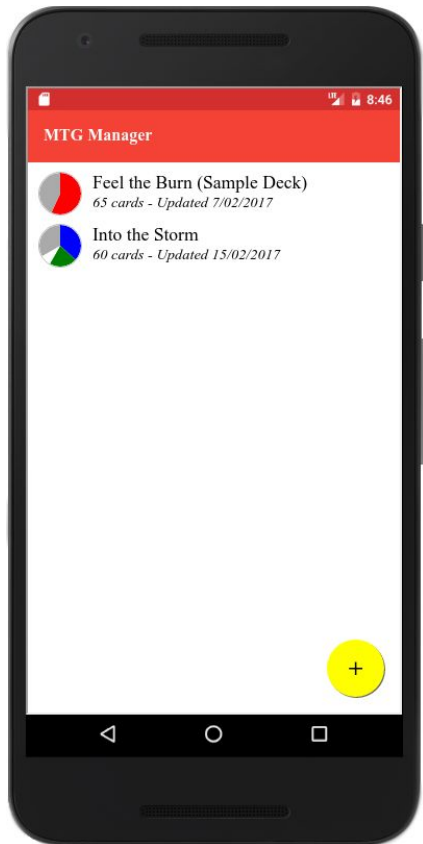 LTE 8:46
MTG Manager
Feel the Burn (Sample Deck)
65 cards - Updated 7/02/2017
Into the Storm
60 cards - Updated 15/02/2017
+